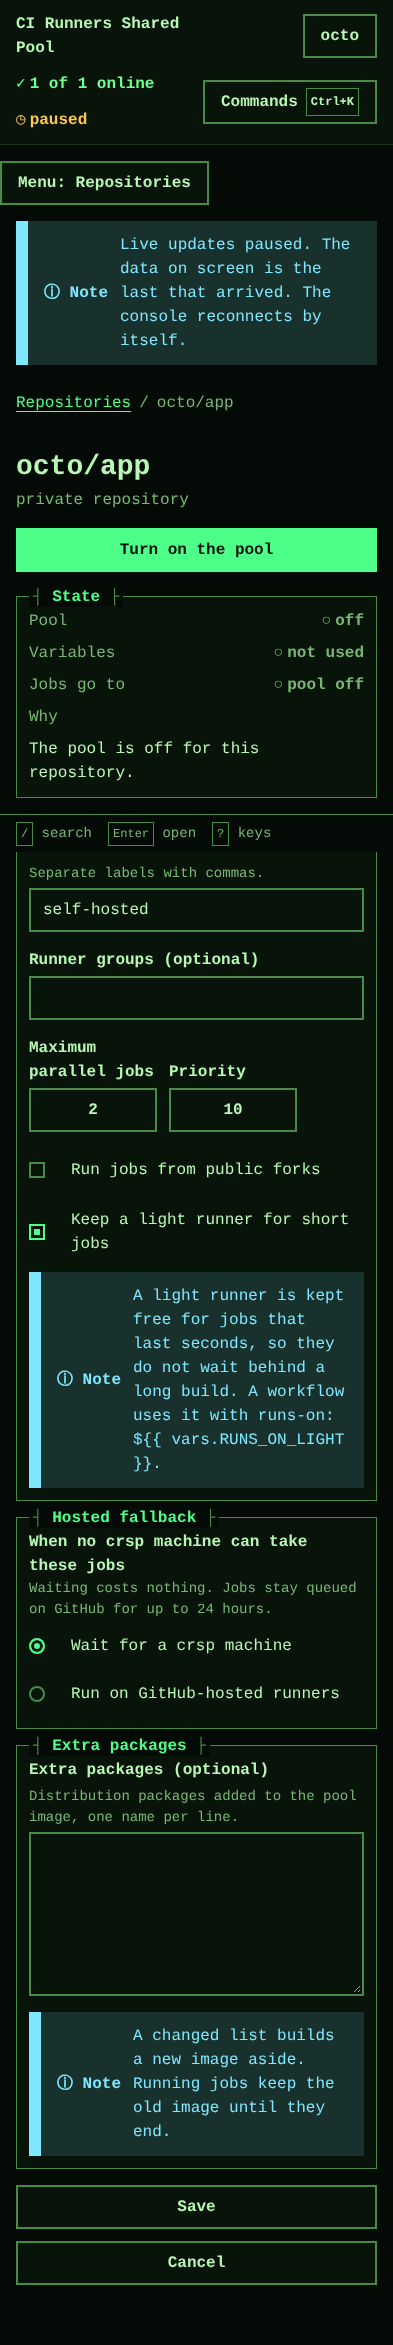 CI Runners Shared
Pool
octo
✓ 1 of 1 online
Commands Ctrl+K
◷ paused
Menu: Repositories
Live updates paused. The
data on screen is the
ⓘ Note last that arrived. The
console reconnects by
itself.
Repositories / octo/app
octo/app
private repository
Turn on the pool
┤ State ├
Pool ○ off
Variables ○ not used
Jobs go to ○ pool off
Why
The pool is off for this
repository.
/ search Enter open ? keys
Separate labels with commas.
self-hosted
Runner groups (optional)
Maximum
parallel jobs Priority
2 10
Run jobs from public forks
Keep a light runner for short
jobs
A light runner is kept
free for jobs that
last seconds, so they
do not wait behind a
ⓘ Note long build. A workflow
uses it with runs-on:
${{ vars.RUNS_ON_LIGHT
}}.
┤ Hosted fallback ├
When no crsp machine can take
these jobs
Waiting costs nothing. Jobs stay queued
on GitHub for up to 24 hours.
Wait for a crsp machine
Run on GitHub-hosted runners
┤ Extra packages ├
Extra packages (optional)
Distribution packages added to the pool
image, one name per line.
A changed list builds
a new image aside.
ⓘ Note Running jobs keep the
old image until they
end.
Save
Cancel